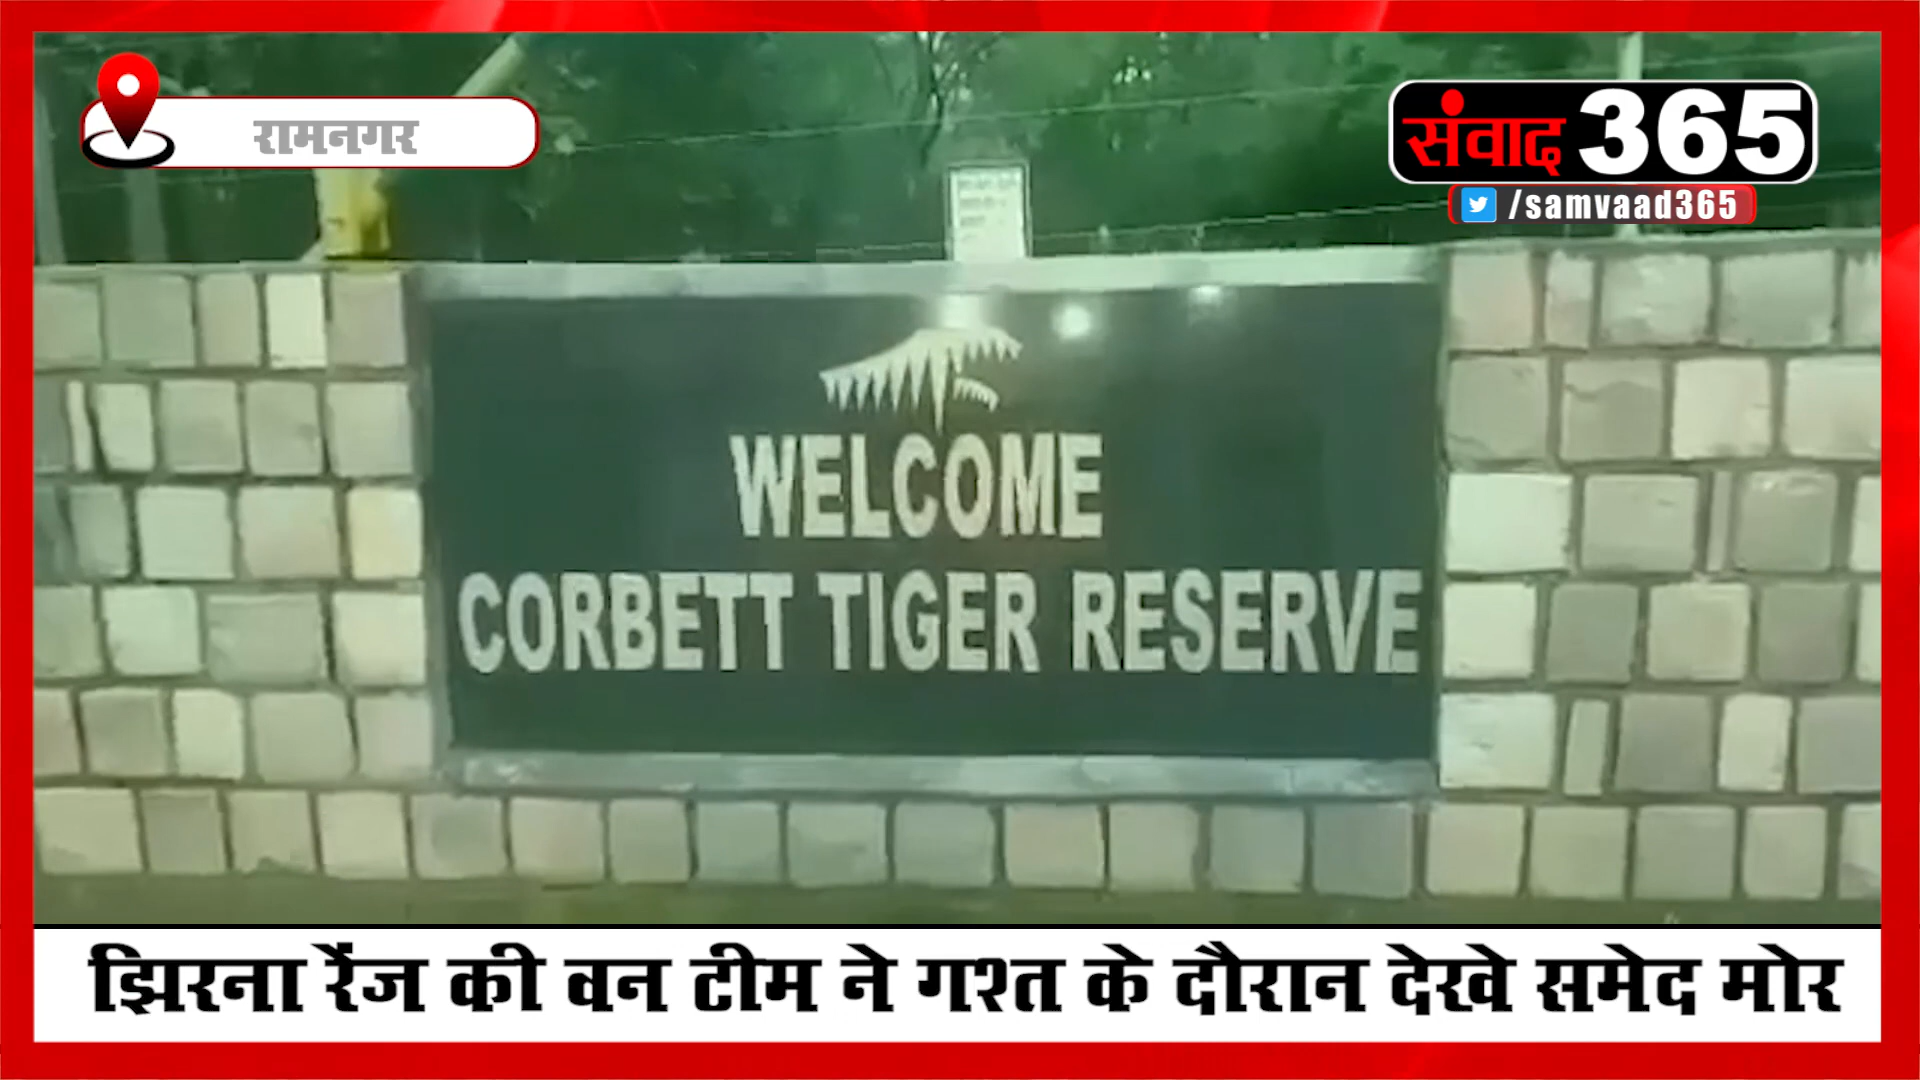 रामनगर
संवाद 365
/samvaad365
WELCOME
CORBETT TIGER RESERVE
झिरना रेंज की वन टीम ने गश्त के दौरान देखे समेद मोर